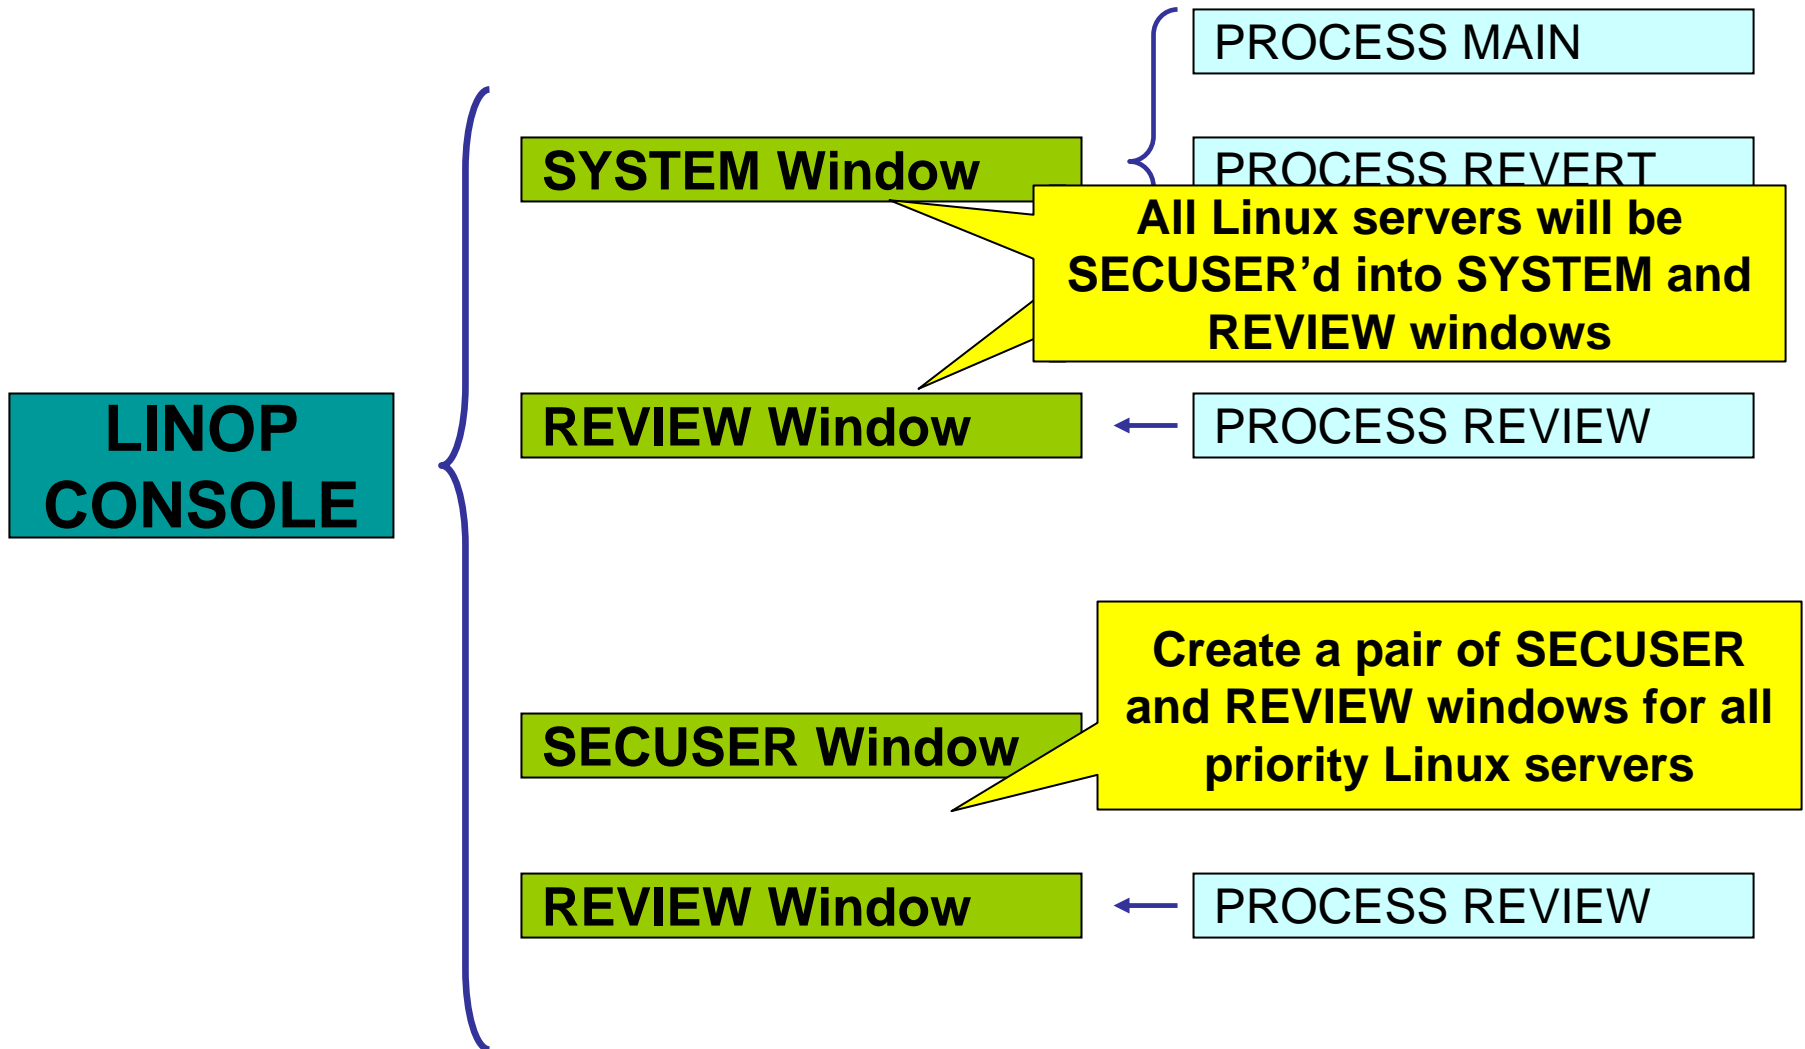 PROCESS MAIN
SYSTEM Window
PROCESS REVERT
All Linux servers will be
SECUSER’d into SYSTEM and
REVIEW windows
LINOP
CONSOLE
REVIEW Window
PROCESS REVIEW
Create a pair of SECUSER
and REVIEW windows for all
priority Linux servers
SECUSER Window
REVIEW Window
PROCESS REVIEW